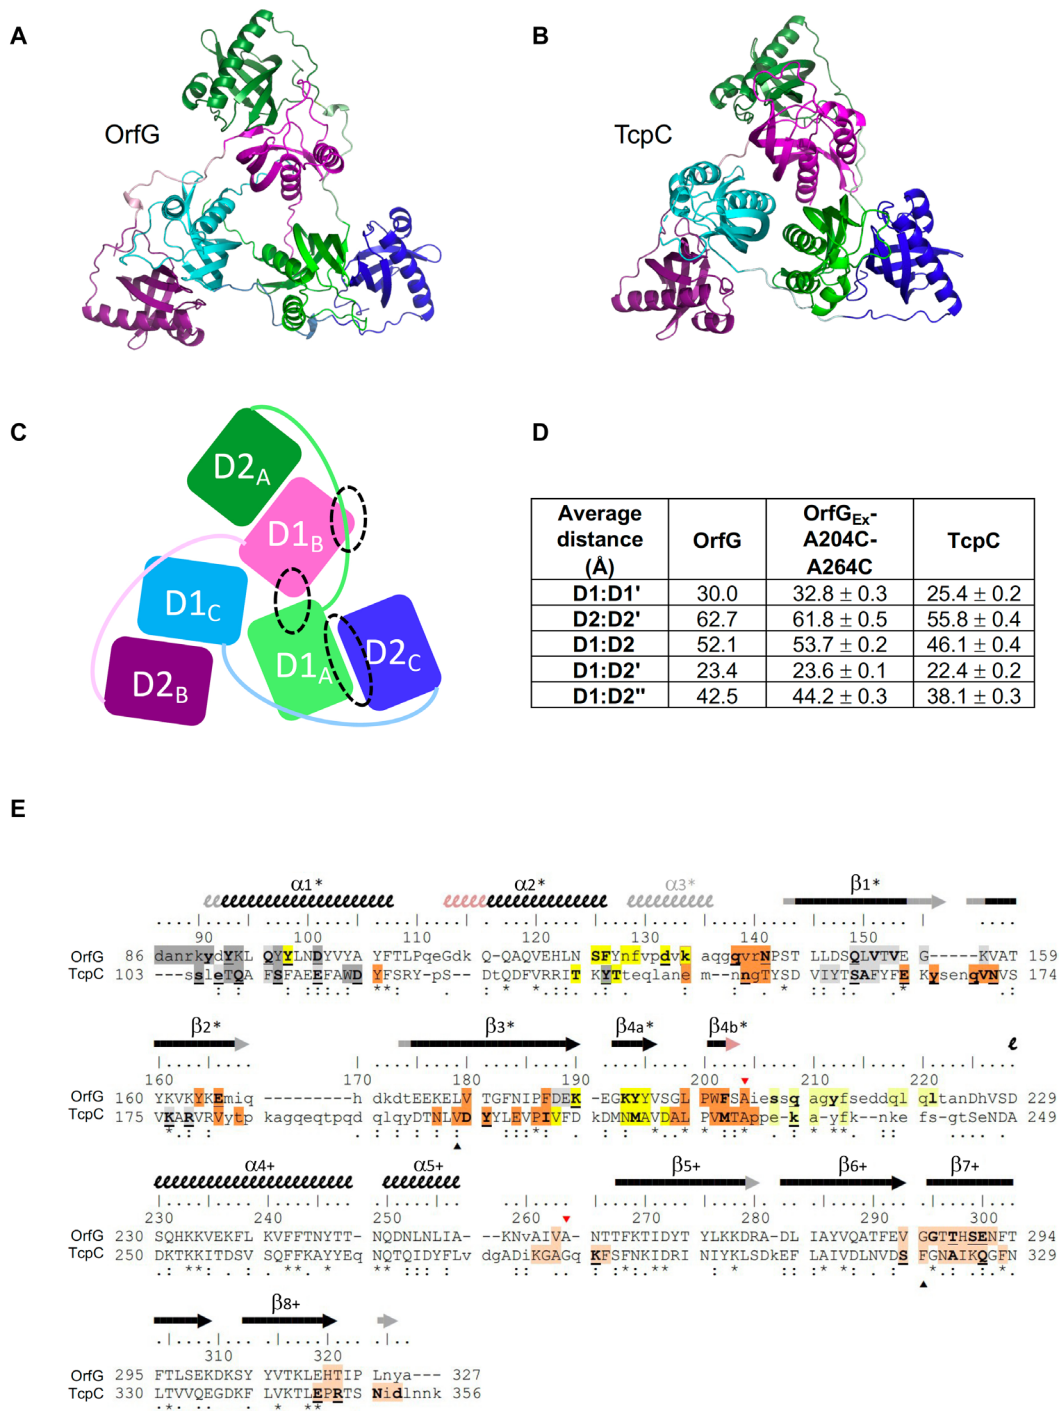 A
B
OrfG
TcpC
C
D
D2A
D1B
D1C
D1A
D2C
D2B
Average distance (Å) OrfG OrfGEx-A204C-A264C TcpC
D1:D1' 30.0 32.8 ± 0.3 25.4 ± 0.2
D2:D2' 62.7 61.8 ± 0.5 55.8 ± 0.4
D1:D2 52.1 53.7 ± 0.2 46.1 ± 0.4
D1:D2' 23.4 23.6 ± 0.1 22.4 ± 0.2
D1:D2'' 42.5 44.2 ± 0.3 38.1 ± 0.3
E
α1* α2* α3* β1*
90 100 110 120 130 140 150
OrfG 86 danrkydYKL QYYLND YVYA YFTLPqeGdK Q-QAQVEHLN SFYnfvpdvk aqggqvrNPST LLDSQLVTVE G-----KVAT 159
TcpC 103 ---ssleTQA FSFAEEFAWD YFSRY-pS-- DtQDFVRRIT KYTteqlane m--nngTYSD VIYTSAFYFE KysenqVNVS 174
β2* β3* β4a* β4b*
160 170 180 190 200 210 220
OrfG 160 YKVKYKEmiq ----------h dkdtEEKELV TGFNIPFDEK -EGKYYVSGL PWFSAiessq agyfseddqlqltanDHVSD 229
TcpC 175 KARVRVytp kagqeqtpqd qlqyDTNLVD YLEVPIVFD DNMAVDALPVMTAppek-a--yfk--nke fs-gtSeNDA 249
α4+ α5+ β5+ β6+ β7+
230 240 250 260 270 280 290 300
OrfG 230 SQHKKVEKFL KVFFTNYTT- NQDNLNLIA- --KNvAIVA- NTTFKTIDYT YLKKDRA-DL IAYVQATFEV GGTTHSENFT 294
TcpC 250 DKTKKITDSV SQFFKAYYEq NQTQIDYFLv dgADiKGAGq KFSFNKIDRI NIYKLSDkEF LAIVDLNVDS FGNAIKQGFN 329
β8+
310 320
OrfG 295 FTLSEKDKSY YVTKLEHTIP Lnya--- 327
TcpC 330 LTVVQEGDKF LVKTLEPRTS Nidlnnk 356